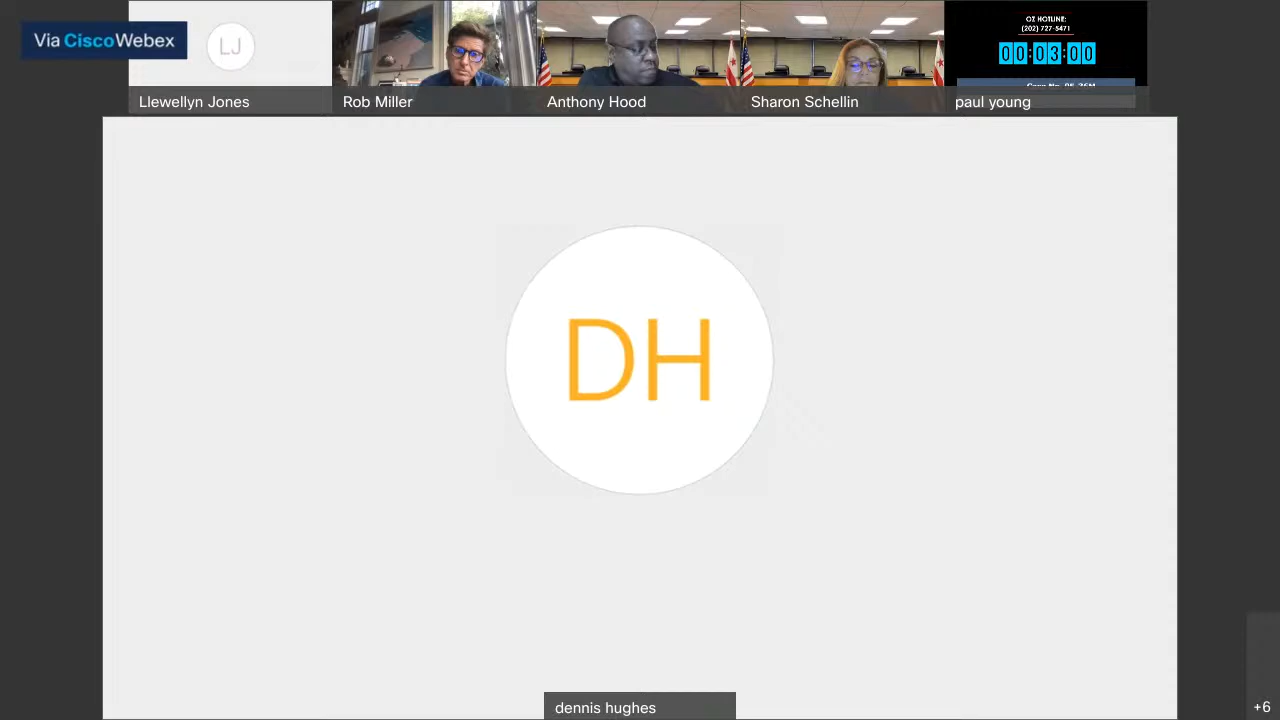 Via CiscoWebex
LJ
Llewellyn Jones
Rob Miller
Anthony Hood
Sharon Schellin
OZ HOTLINE:
(202) 727-5471
00:03:00
paul young
DH
dennis hughes
+6